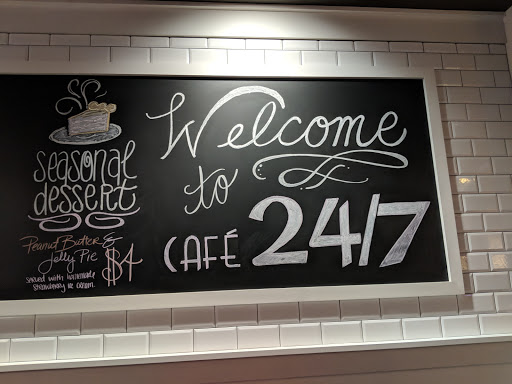 Seasonal
dessert
Peanut Butter &
Jelly Pie $4
served with homemade
strawberry ice cream.
Welcome
to
CAFÉ 24/7